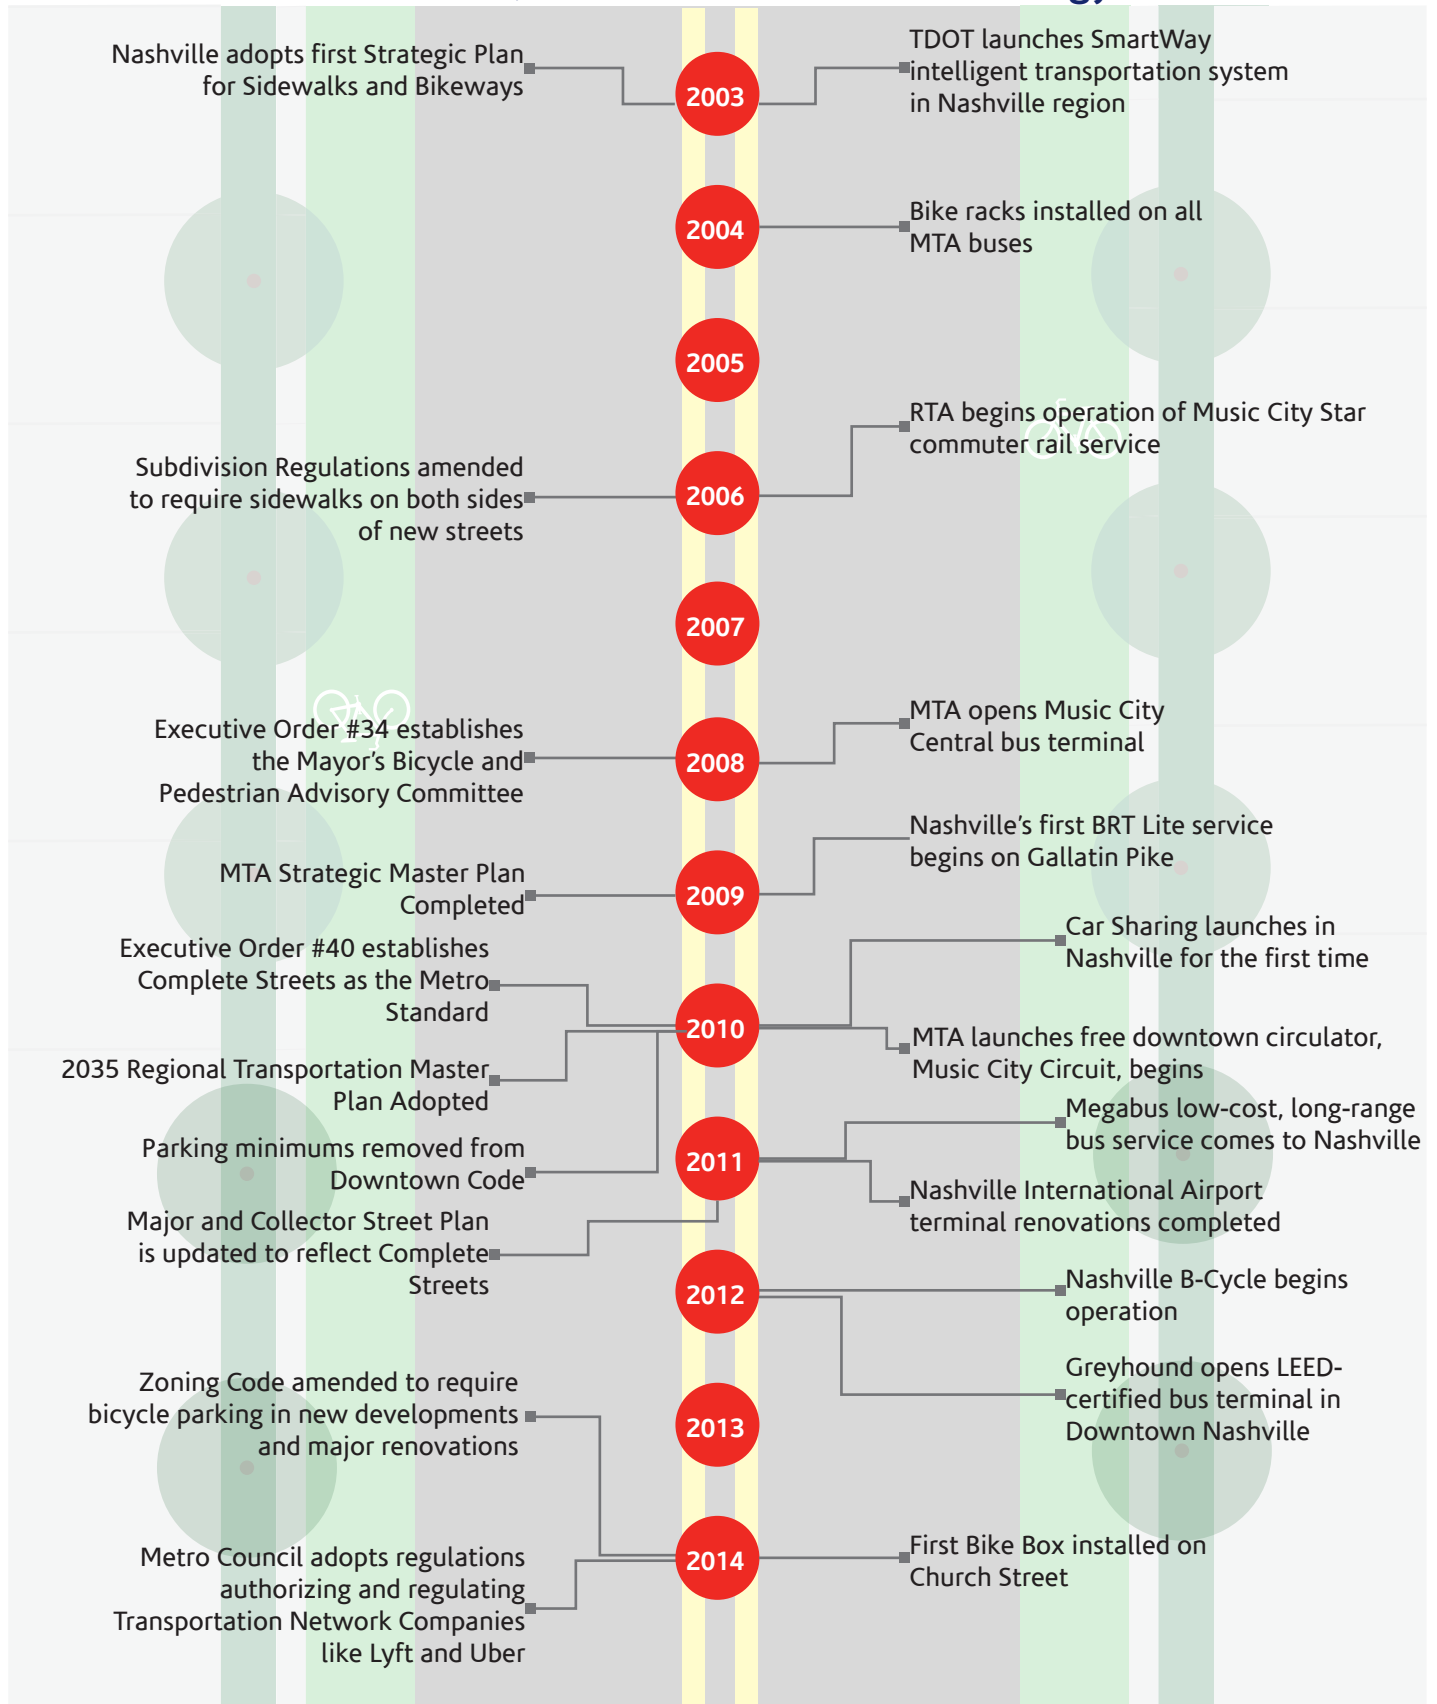 Nashville adopts first Strategic Plan
for Sidewalks and Bikeways
2003
TDOT launches SmartWay
intelligent transportation system
in Nashville region
2004
Bike racks installed on all
MTA buses
2005
RTA begins operation of Music City Star
commuter rail service
Subdivision Regulations amended
to require sidewalks on both sides
of new streets
2006
2007
MTA opens Music City
Central bus terminal
Executive Order #34 establishes
the Mayor's Bicycle and
Pedestrian Advisory Committee
2008
Nashville's first BRT Lite service
begins on Gallatin Pike
MTA Strategic Master Plan
Completed
2009
Car Sharing launches in
Nashville for the first time
Executive Order #40 establishes
Complete Streets as the Metro
Standard
2010
MTA launches free downtown circulator,
Music City Circuit, begins
2035 Regional Transportation Master
Plan Adopted
Megabus low-cost, long-range
bus service comes to Nashville
Parking minimums removed from
Downtown Code
2011
Nashville International Airport
terminal renovations completed
Major and Collector Street Plan
is updated to reflect Complete
Streets
2012
Nashville B-Cycle begins
operation
Greyhound opens LEED-
certified bus terminal in
Downtown Nashville
Zoning Code amended to require
bicycle parking in new developments
and major renovations
2013
2014
First Bike Box installed on
Church Street
Metro Council adopts regulations
authorizing and regulating
Transportation Network Companies
like Lyft and Uber